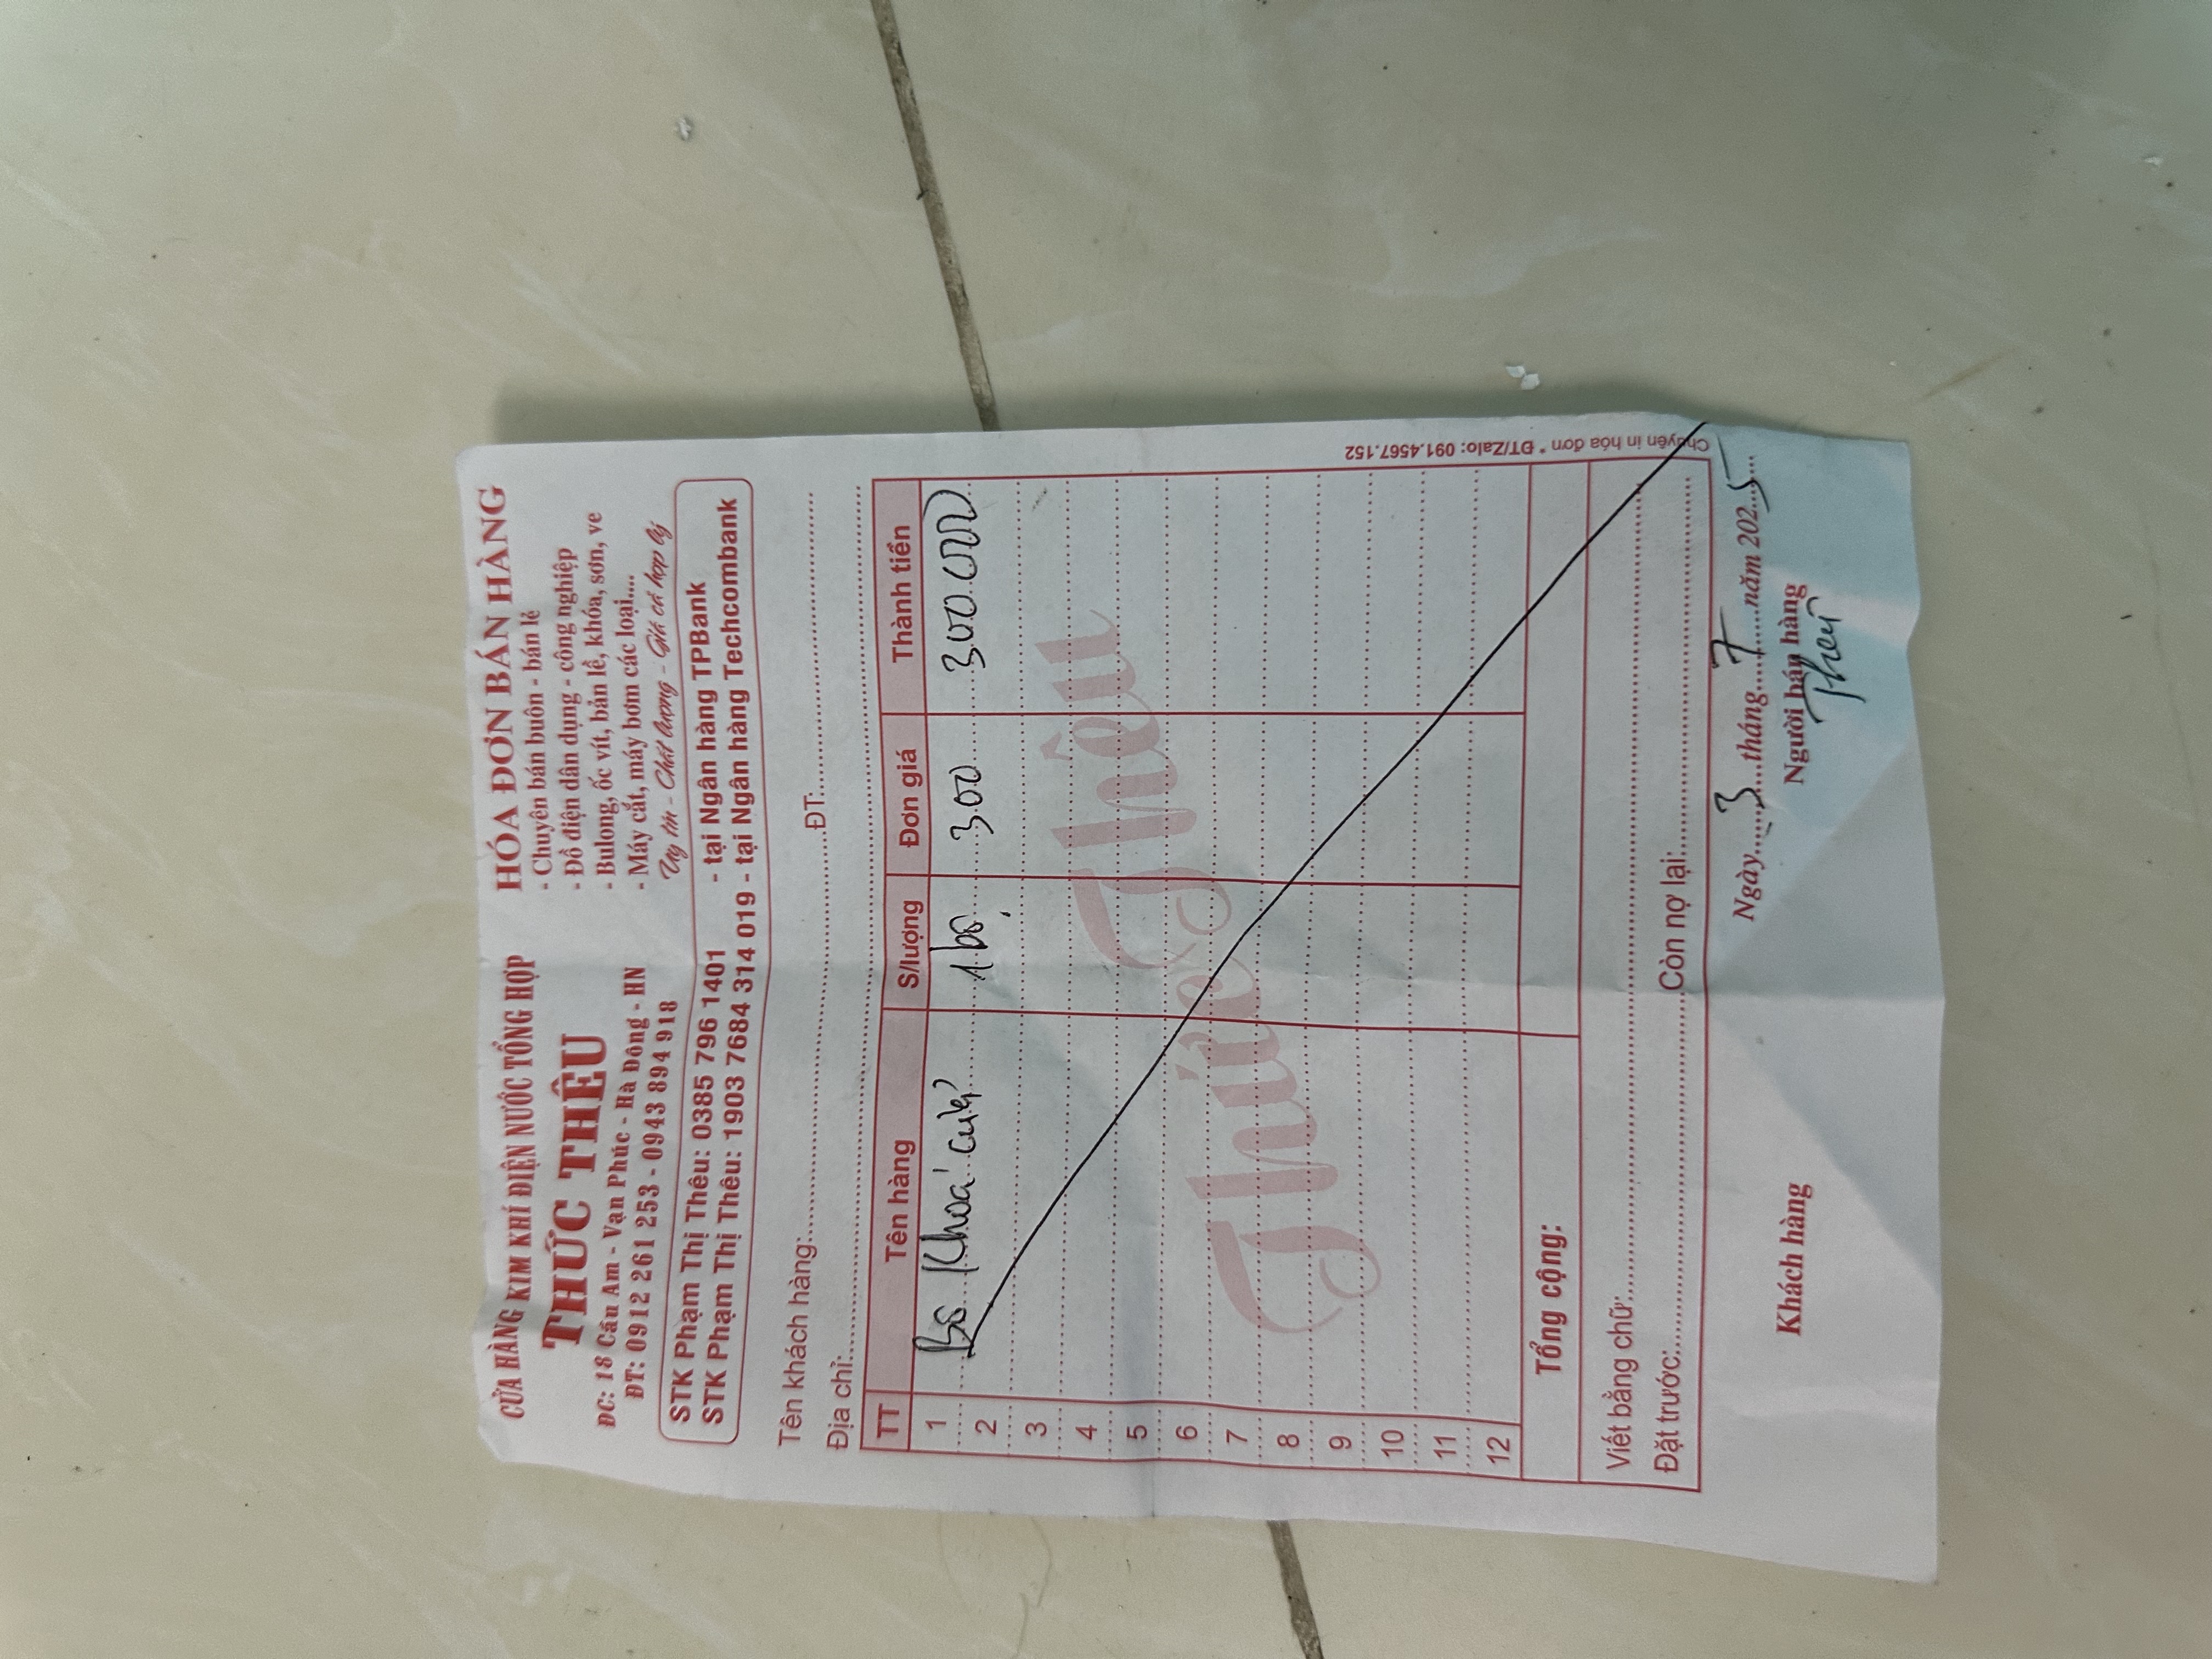 CỬA HÀNG KIM KHÍ ĐIỆN NƯỚC TỔNG HỢP
THỨC THÊU
ĐC: 18 Cầu Am - Vạn Phúc - Hà Đông - HN
ĐT: 0912 261 253 - 0943 894 918
HÓA ĐƠN BÁN HÀNG
- Chuyên bán buôn - bán lẻ
- Đồ điện dân dụng - công nghiệp
- Bulong, ốc vít, bản lề, khóa, sơn, ve
- Máy cắt, máy bơm các loại....
Uy tín - Chất lượng - Giá cả hợp lý
STK Phạm Thị Thêu: 0385 796 1401 - tại Ngân hàng TPBank
STK Phạm Thị Thêu: 1903 7684 314 019 - tại Ngân hàng Techcombank
Tên khách hàng: ĐT:
Địa chỉ:
TT Tên hàng S/lượng Đơn giá Thành tiền
1 Bộ khoá cửa 1 bộ 300 300.000
2
3
4
5
6
7
8
9
10
11
12
Thức Thêu
Tổng cộng:
Viết bằng chữ:
Đặt trước: Còn nợ lại:
Chuyên in hóa đơn * ĐT/Zalo: 091.4567.152
Ngày 3 tháng 7 năm 2025
Khách hàng Người bán hàng
Thêu